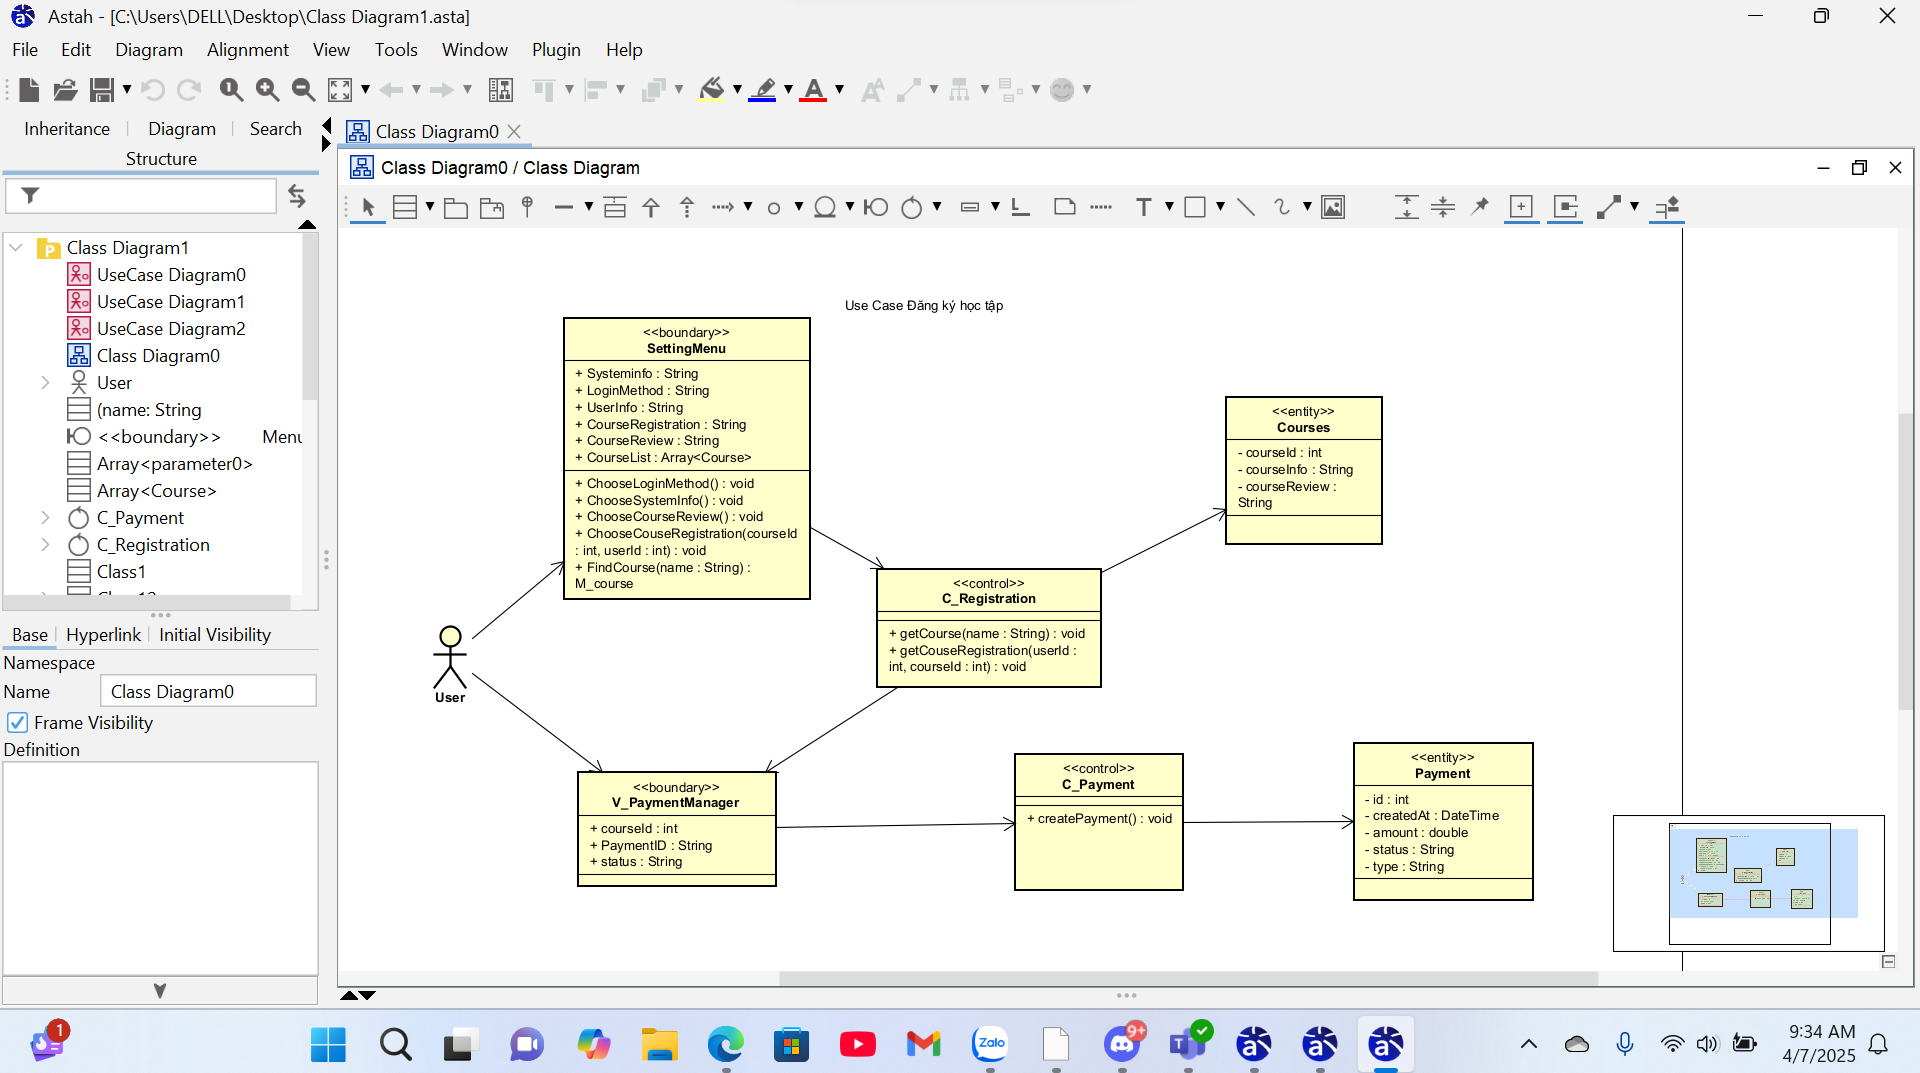 Astah - [C:\Users\DELL\Desktop\Class Diagram1.asta]
File Edit Diagram Alignment View Tools Window Plugin Help
Inheritance Diagram Search
Structure
Class Diagram0
Class Diagram0 / Class Diagram
Class Diagram1
UseCase Diagram0
UseCase Diagram1
UseCase Diagram2
Class Diagram0
User
(name: String
<<boundary>> Menu
Array<parameter0>
Array<Course>
C_Payment
C_Registration
Class1
Base Hyperlink Initial Visibility
Namespace
Name Class Diagram0
Frame Visibility
Definition
Use Case Đăng ký học tập
<<boundary>>
SettingMenu
+ Systeminfo : String
+ LoginMethod : String
+ UserInfo : String
+ CourseRegistration : String
+ CourseReview : String
+ CourseList : Array<Course>
+ ChooseLoginMethod() : void
+ ChooseSystemInfo() : void
+ ChooseCourseReview() : void
+ ChooseCouseRegistration(courseId
: int, userId : int) : void
+ FindCourse(name : String) :
M_course
<<entity>>
Courses
- courseId : int
- courseInfo : String
- courseReview :
String
<<control>>
C_Registration
+ getCourse(name : String) : void
+ getCouseRegistration(userId :
int, courseId : int) : void
User
<<boundary>>
V_PaymentManager
+ courseId : int
+ PaymentID : String
+ status : String
<<control>>
C_Payment
+ createPayment() : void
<<entity>>
Payment
- id : int
- createdAt : DateTime
- amount : double
- status : String
- type : String
1
Zalo
9+
9:34 AM
4/7/2025